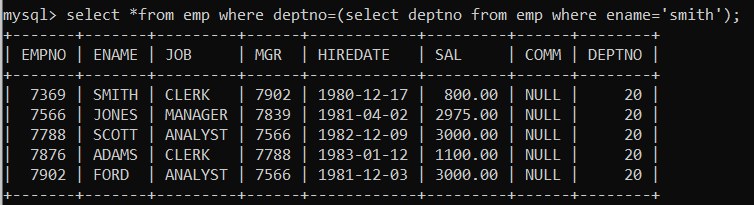 mysql> select *from emp where deptno=(select deptno from emp where ename='smith');
+-------+-------+---------+------+------------+---------+------+--------+
| EMPNO | ENAME | JOB     | MGR  | HIREDATE   | SAL     | COMM | DEPTNO |
+-------+-------+---------+------+------------+---------+------+--------+
|  7369 | SMITH | CLERK   | 7902 | 1980-12-17 |  800.00 | NULL |     20 |
|  7566 | JONES | MANAGER | 7839 | 1981-04-02 | 2975.00 | NULL |     20 |
|  7788 | SCOTT | ANALYST | 7566 | 1982-12-09 | 3000.00 | NULL |     20 |
|  7876 | ADAMS | CLERK   | 7788 | 1983-01-12 | 1100.00 | NULL |     20 |
|  7902 | FORD  | ANALYST | 7566 | 1981-12-03 | 3000.00 | NULL |     20 |
+-------+-------+---------+------+------------+---------+------+--------+